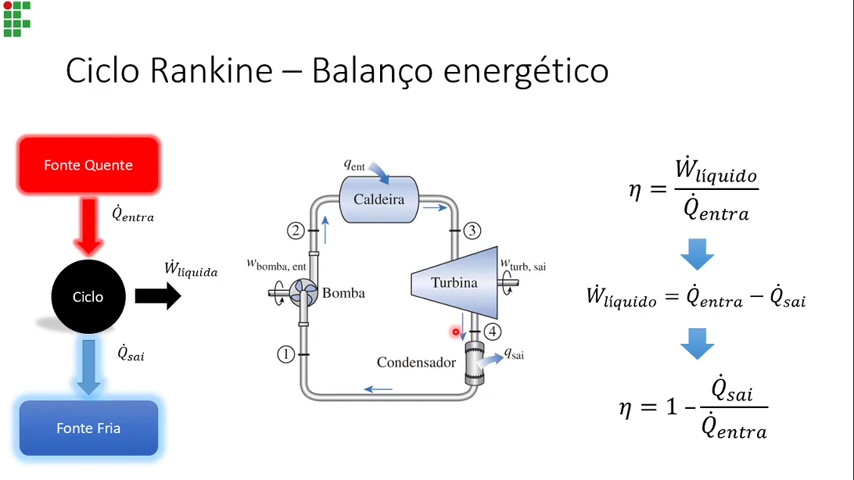 Ciclo Rankine – Balanço energético
Fonte Quente
Q̇entra
Ciclo
Ẇlíquida
Q̇sai
Fonte Fria
qent
Caldeira
2
3
wbomba, ent
Bomba
Turbina
wturb, sai
1
4
Condensador
qsai
η = Ẇlíquido / Q̇entra
Ẇlíquido = Q̇entra − Q̇sai
η = 1 – Q̇sai / Q̇entra